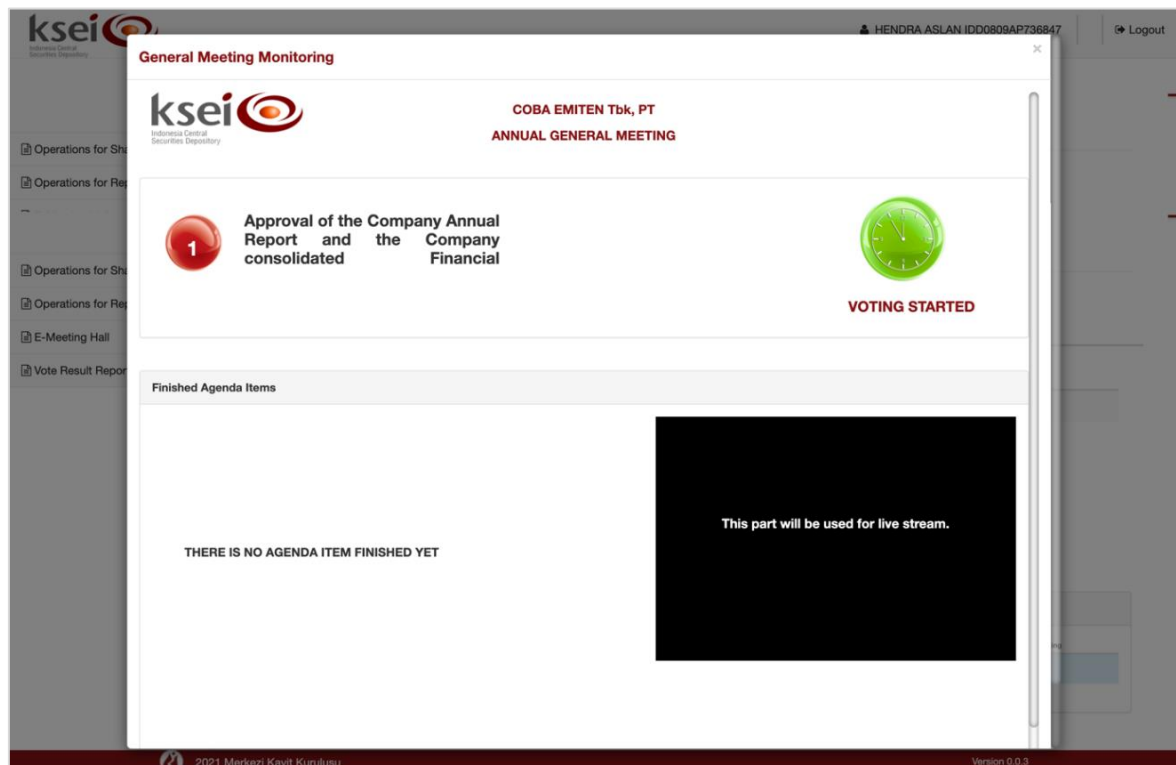 ksei
Indonesia Central
Securities Depository
HENDRA ASLAN IDD0809AP736847
Logout
General Meeting Monitoring
×
ksei
Indonesia Central
Securities Depository
COBA EMITEN Tbk, PT
ANNUAL GENERAL MEETING
Operations for Sh
Operations for Rep
1
Approval of the Company Annual
Report and the Company
consolidated Financial
VOTING STARTED
Operations for Sh
Operations for Rep
E-Meeting Hall
Vote Result Repor
Finished Agenda Items
THERE IS NO AGENDA ITEM FINISHED YET
This part will be used for live stream.
2021 Merkezi Kayit Kurulusu
Version 0.0.3